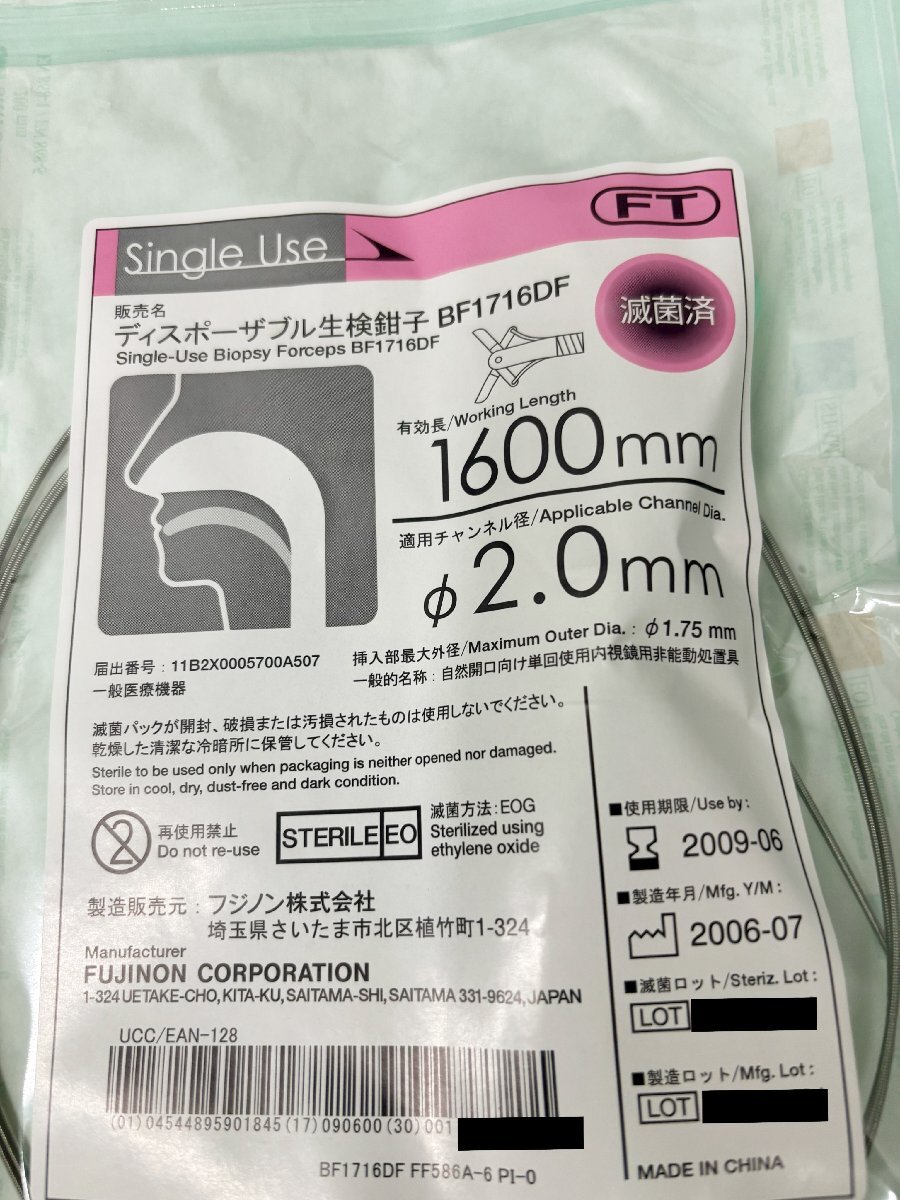 Single Use
FT
滅菌済
販売名
ディスポーザブル生検鉗子 BF1716DF
Single-Use Biopsy Forceps BF1716DF
有効長/Working Length
1600mm
適用チャンネル径/Applicable Channel Dia.
φ2.0mm
挿入部最大外径/Maximum Outer Dia.：φ1.75 mm
届出番号：11B2X0005700A507
一般医療機器
一般的名称：自然開口向け単回使用内視鏡用非能動処置具
滅菌パックが開封、破損または汚損されたものは使用しないでください。
乾燥した清潔な冷暗所に保管してください。
Sterile to be used only when packaging is neither opened nor damaged.
Store in cool, dry, dust-free and dark condition.
2
再使用禁止
Do not re-use
STERILE EO
滅菌方法：EOG
Sterilized using
ethylene oxide
製造販売元：フジノン株式会社
埼玉県さいたま市北区植竹町1-324
Manufacturer
FUJINON CORPORATION
1-324 UETAKE-CHO, KITA-KU, SAITAMA-SHI, SAITAMA 331-9624, JAPAN
UCC/EAN-128
(01)04544895901845(17)090600(30)001
BF1716DF FF586A-6 PI-0
■使用期限/Use by:
2009-06
■製造年月/Mfg. Y/M:
2006-07
■滅菌ロット/Steriz. Lot:
LOT
■製造ロット/Mfg. Lot:
LOT
MADE IN CHINA